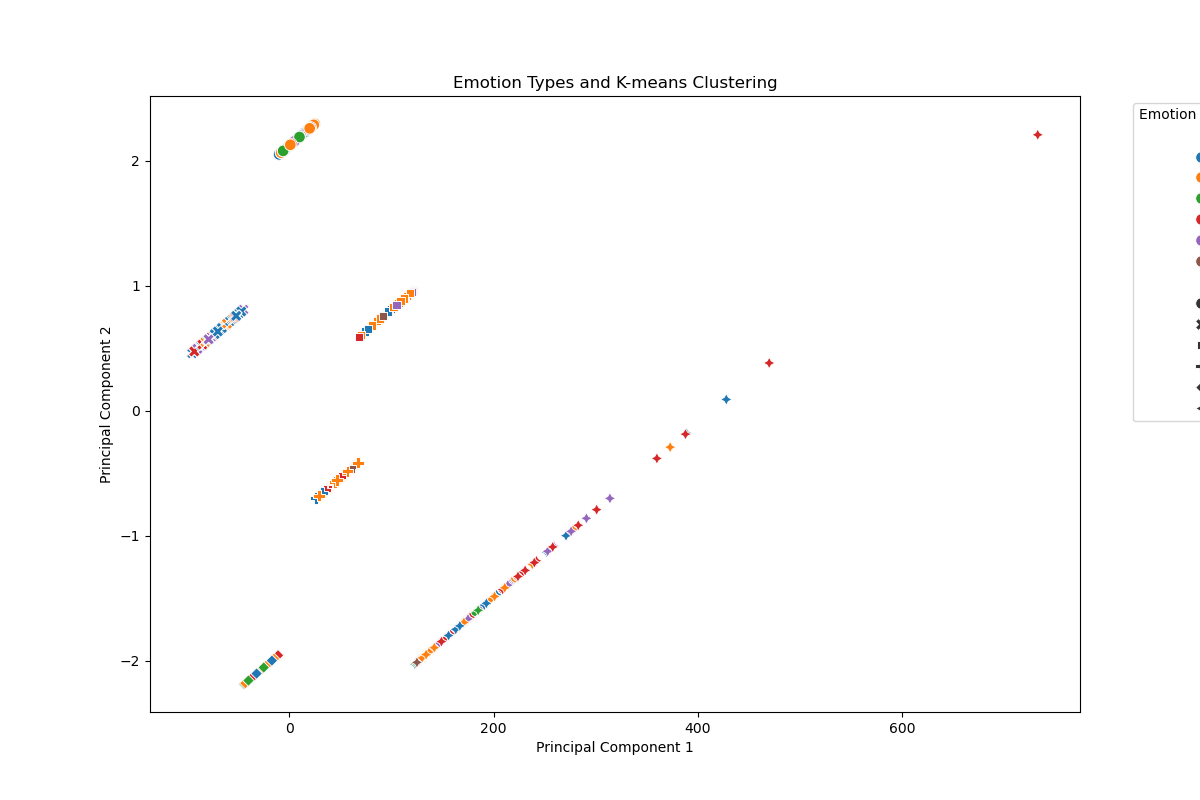 Emotion Types and K-means Clustering
Emotion
2
1
0
−1
−2
Principal Component 2
0
200
400
600
Principal Component 1